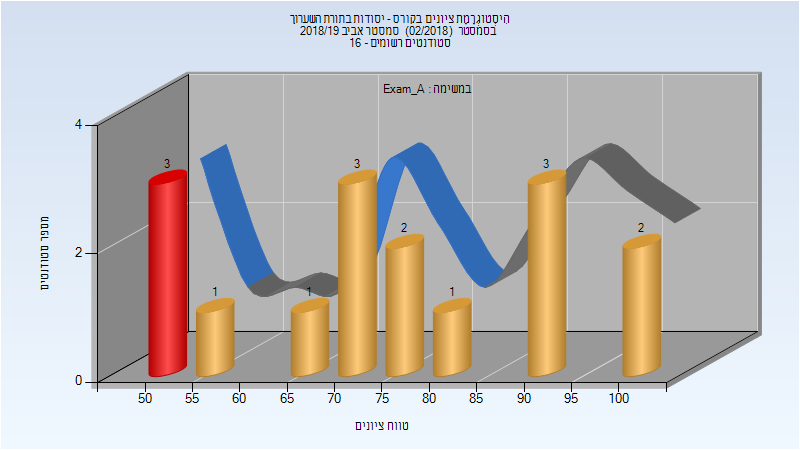 היסטוגרמת ציונים בקורס - יסודות בתורת השערוך
בסמסטר (02/2018) סמסטר אביב 2018/19
סטודנטים רשומים - 16
במשימה : Exam_A
4
2
0
מספר סטודנטים
3
1
1
3
2
1
3
2
50 55 60 65 70 75 80 85 90 95 100
טווח ציונים